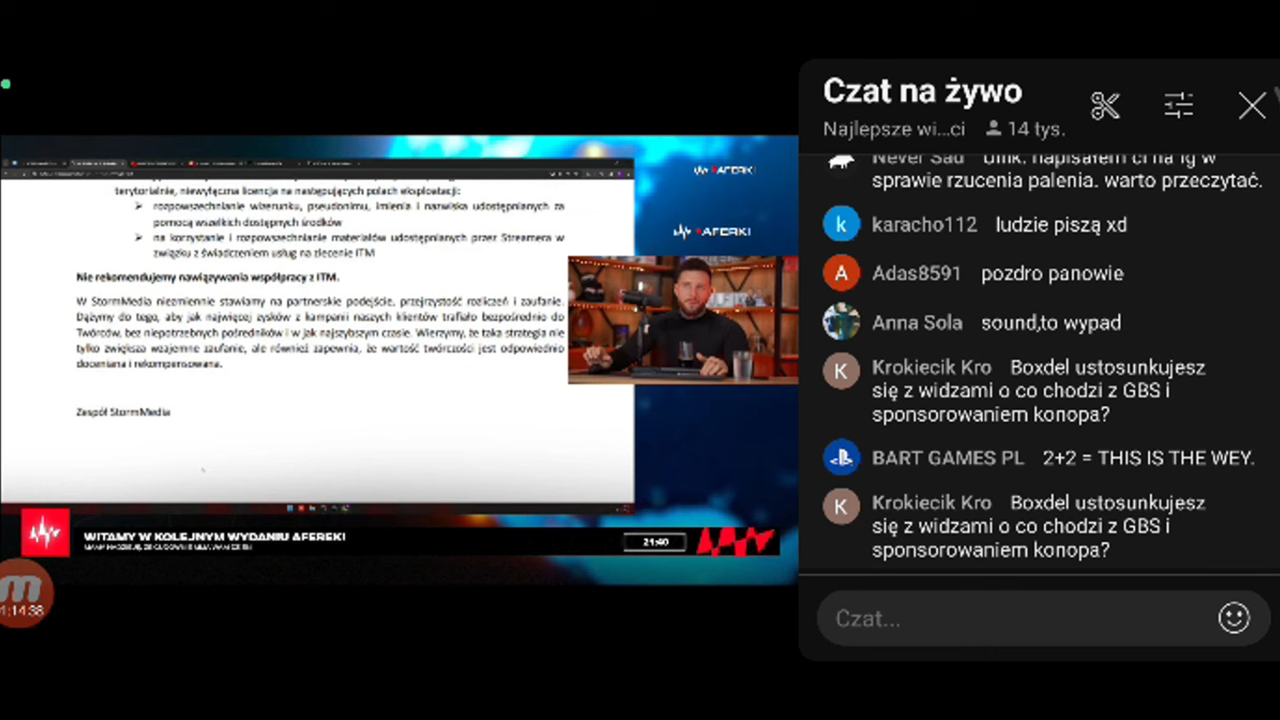 terytorialnie, niewyłączna licencja na następujących polach eksploatacji:
rozpowszechnianie wizerunku, pseudonimu, imienia i nazwiska udostępnianych za
pomocą wszelkich dostępnych środków
na korzystanie i rozpowszechnianie materiałów udostępnianych przez Streamera w
związku z świadczeniem usług na zlecenie ITM
Nie rekomendujemy nawiązywania współpracy z ITM.
W StormMedia niezmiennie stawiamy na partnerskie podejście, przejrzystość rozliczeń i zaufanie.
Dążymy do tego, aby jak najwięcej zysków z kampanii naszych klientów trafiało bezpośrednio do
Twórców, bez niepotrzebnych pośredników i w jak najszybszym czasie. Wierzymy, że taka strategia nie
tylko zwiększa wzajemne zaufanie, ale również zapewnia, że wartość twórczości jest odpowiednio
doceniana i rekompensowana.
Zespół StormMedia
AFERKI
AFERKI
WITAMY W KOLEJNYM WYDANIU AFEREK!
21:40
1:14:38
Czat na żywo
Najlepsze wi...ci 14 tys.
Never Sad Unik. napisałem ci na ig w
sprawie rzucenia palenia. warto przeczytać.
k karacho112 ludzie piszą xd
A Adas8591 pozdro panowie
Anna Sola sound,to wypad
K Krokiecik Kro Boxdel ustosunkujesz
się z widzami o co chodzi z GBS i
sponsorowaniem konopa?
BART GAMES PL 2+2 = THIS IS THE WEY.
K Krokiecik Kro Boxdel ustosunkujesz
się z widzami o co chodzi z GBS i
sponsorowaniem konopa?
Czat...